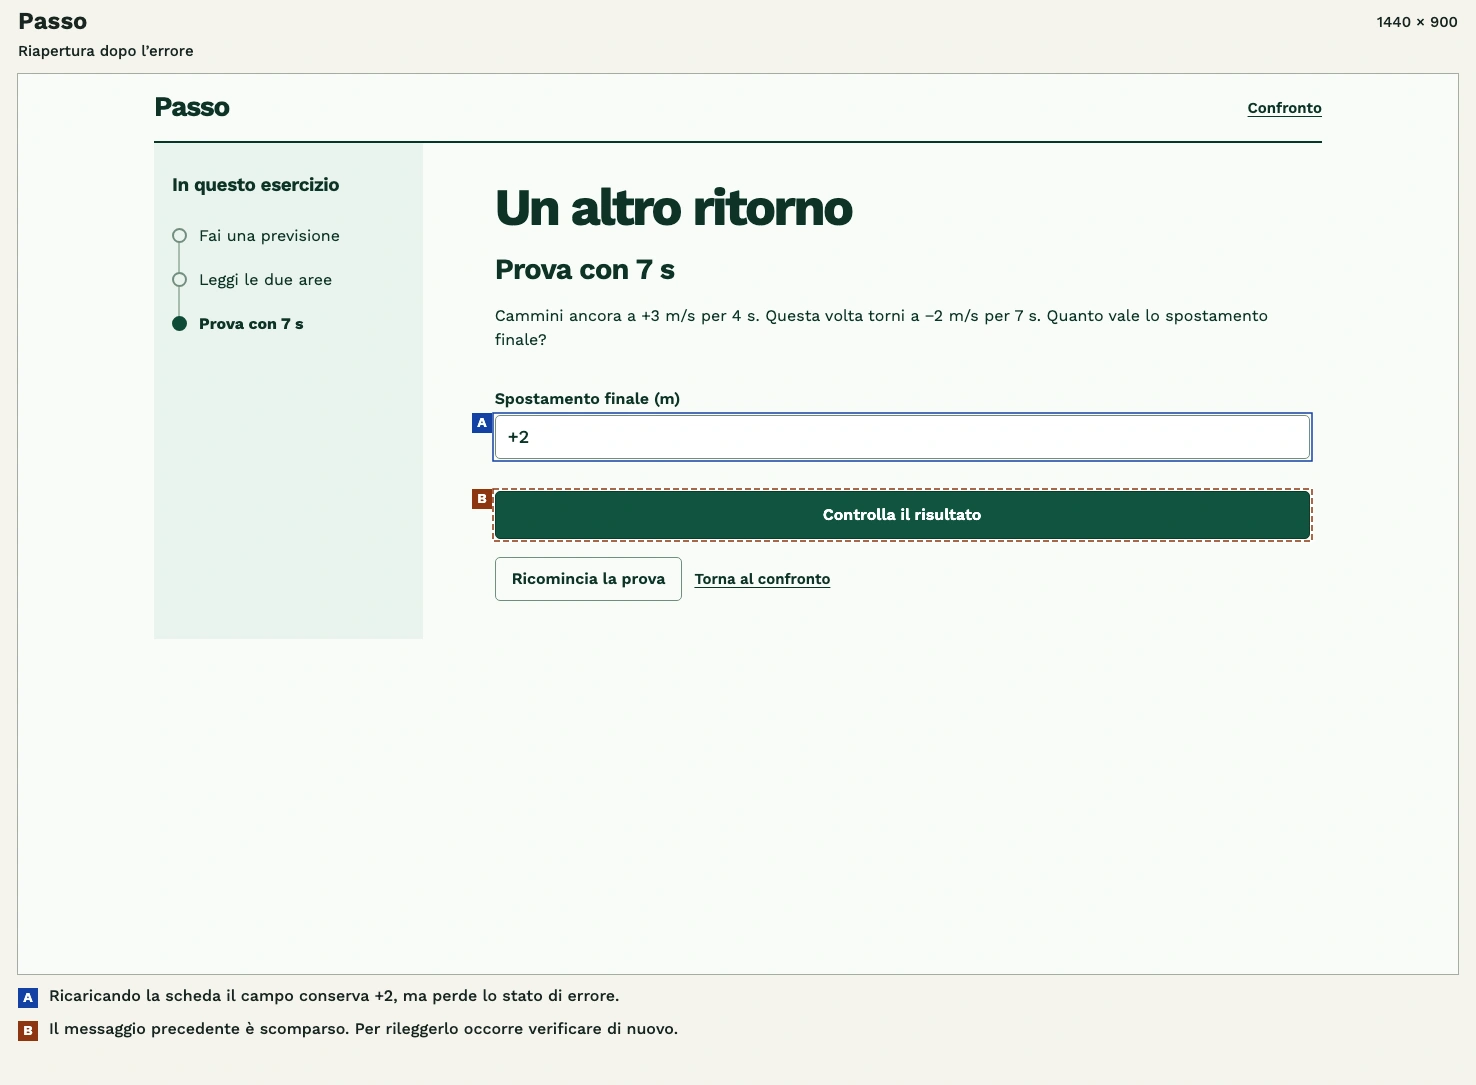 Passo
1440 × 900
Riapertura dopo l’errore
Passo
Confronto
In questo esercizio
Fai una previsione
Leggi le due aree
Prova con 7 s
Un altro ritorno
Prova con 7 s
Cammini ancora a +3 m/s per 4 s. Questa volta torni a −2 m/s per 7 s. Quanto vale lo spostamento
finale?
Spostamento finale (m)
A
+2
B
Controlla il risultato
Ricomincia la prova
Torna al confronto
A Ricaricando la scheda il campo conserva +2, ma perde lo stato di errore.
B Il messaggio precedente è scomparso. Per rileggerlo occorre verificare di nuovo.